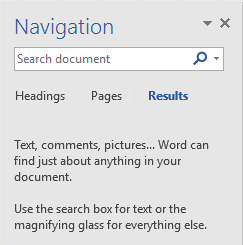 Navigation
Search document
Headings Pages Results
Text, comments, pictures... Word can
find just about anything in your
document.
Use the search box for text or the
magnifying glass for everything else.